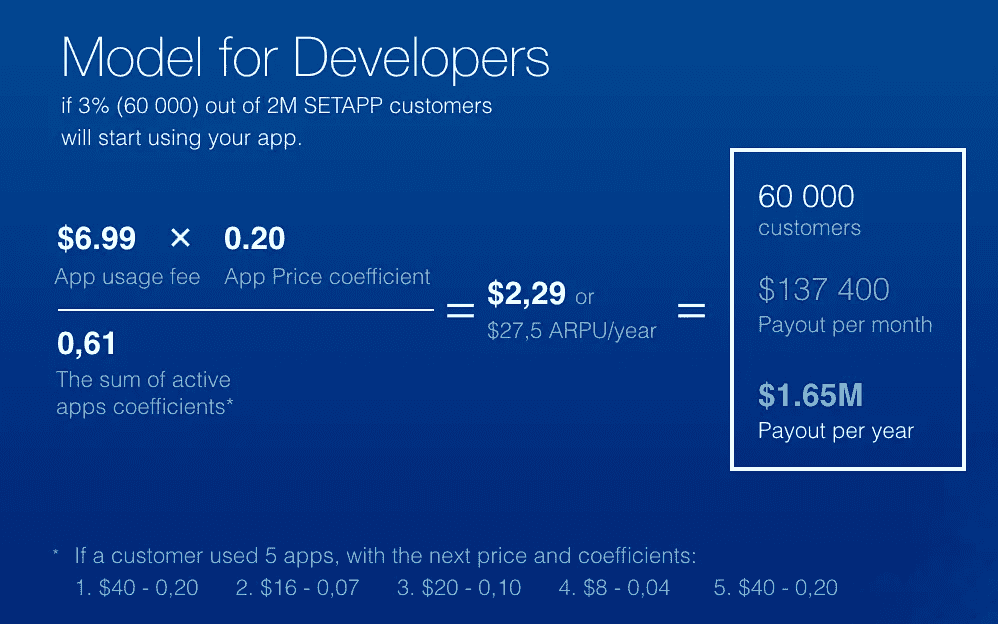 Model for Developers
if 3% (60 000) out of 2M SETAPP customers
will start using your app.
$6.99 × 0.20
App usage fee App Price coefficient
0,61
The sum of active
apps coefficients*
= $2,29 or
$27,5 ARPU/year
=
60 000
customers
$137 400
Payout per month
$1.65M
Payout per year
* If a customer used 5 apps, with the next price and coefficients:
1. $40 - 0,20 2. $16 - 0,07 3. $20 - 0,10 4. $8 - 0,04 5. $40 - 0,20